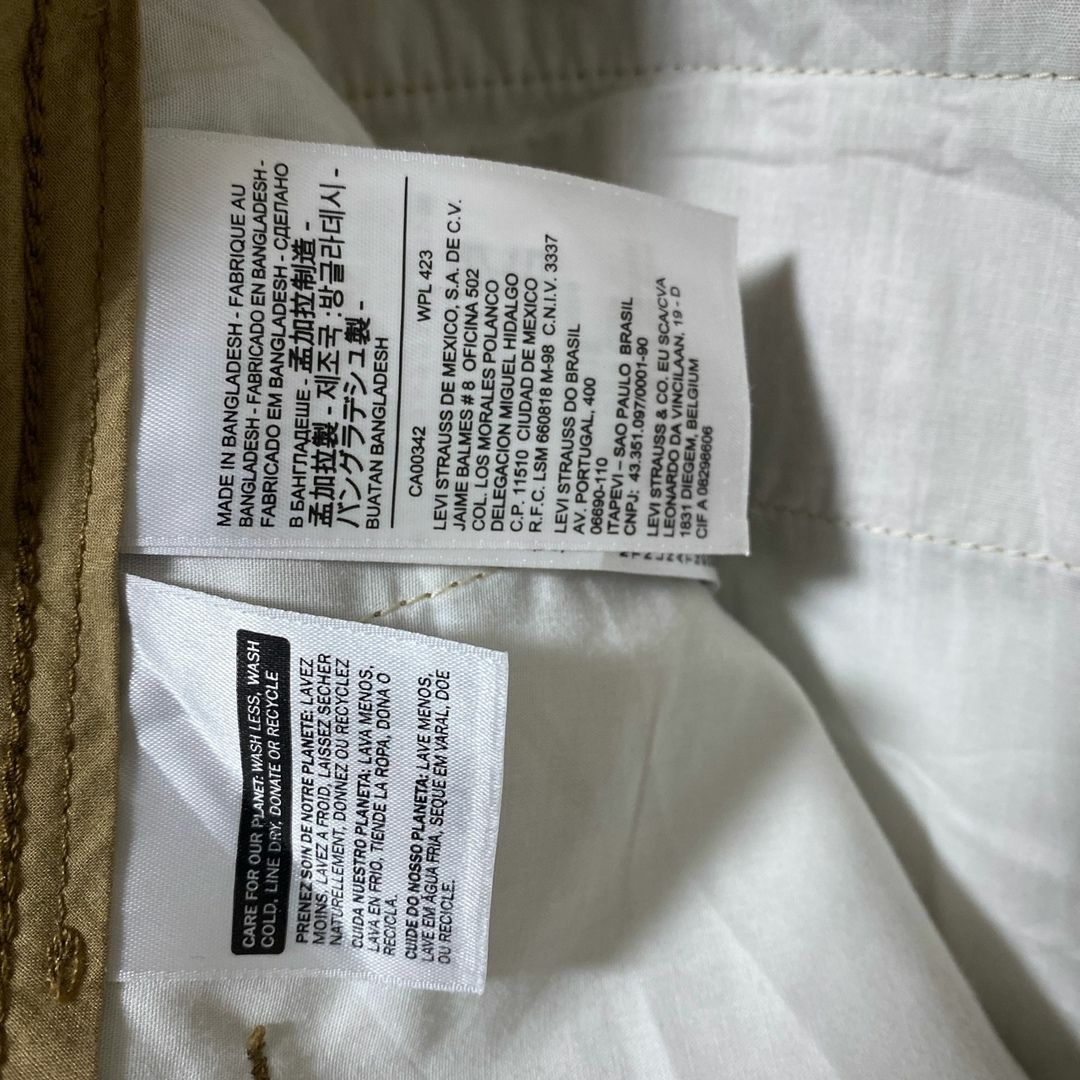 MADE IN BANGLADESH - FABRIQUE AU
BANGLADESH - FABRICADO EN BANGLADESH -
FABRICADO EM BANGLADESH - СДЕЛАНО
В БАНГЛАДЕШЕ - 孟加拉制造 -
孟加拉製 - 제조국 :방글라데시 -
バングラデシュ製 -
BUATAN BANGLADESH
CA00342 WPL 423
LEVI STRAUSS DE MEXICO, S.A. DE C.V.
JAIME BALMES # 8 OFICINA 502
COL. LOS MORALES POLANCO
DELEGACION MIGUEL HIDALGO
C.P. 11510 CIUDAD DE MEXICO
R.F.C. LSM 660818 M-98 C.N.I.V. 3337
LEVI STRAUSS DO BRASIL
AV. PORTUGAL, 400
06690-110
ITAPEVI – SAO PAULO BRASIL
CNPJ: 43.351.097/0001-90
LEVI STRAUSS & CO. EU SCA/CVA
LEONARDO DA VINCILAN, 19 - D
1831 DIEGEM, BELGIUM
CIF A 08296606
CARE FOR OUR PLANET: WASH LESS, WASH
COLD, LINE DRY, DONATE OR RECYCLE
PRENEZ SOIN DE NOTRE PLANETE: LAVEZ
MOINS, LAVEZ A FROID, LAISSEZ SECHER
NATURELLEMENT, DONNEZ OU RECYCLEZ
CUIDA NUESTRO PLANETA: LAVA MENOS,
LAVA EN FRIO, TIENDE LA ROPA, DONA O
RECICLA.
CUIDE DO NOSSO PLANETA: LAVE MENOS,
LAVE EM ÁGUA FRIA, SEQUE EM VARAL, DOE
OU RECICLE.